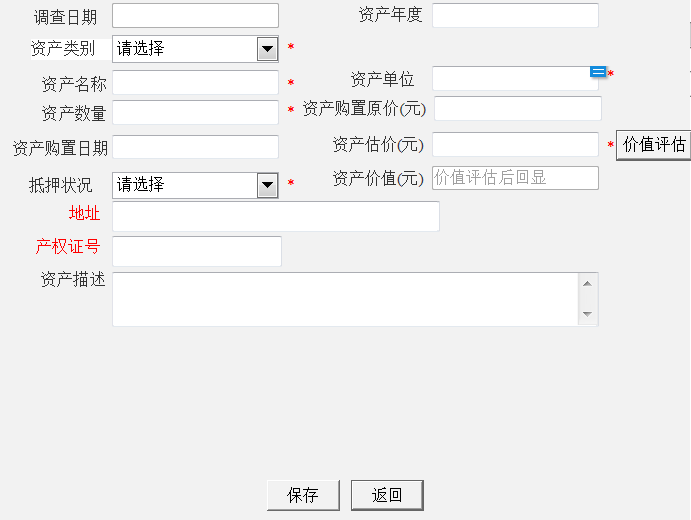 调查日期 资产年度
资产类别 请选择 *
资产名称 * 资产单位 *
资产数量 * 资产购置原价(元)
资产购置日期 资产估价(元) * 价值评估
抵押状况 请选择 * 资产价值(元) 价值评估后回显
地址
产权证号
资产描述
保存 返回